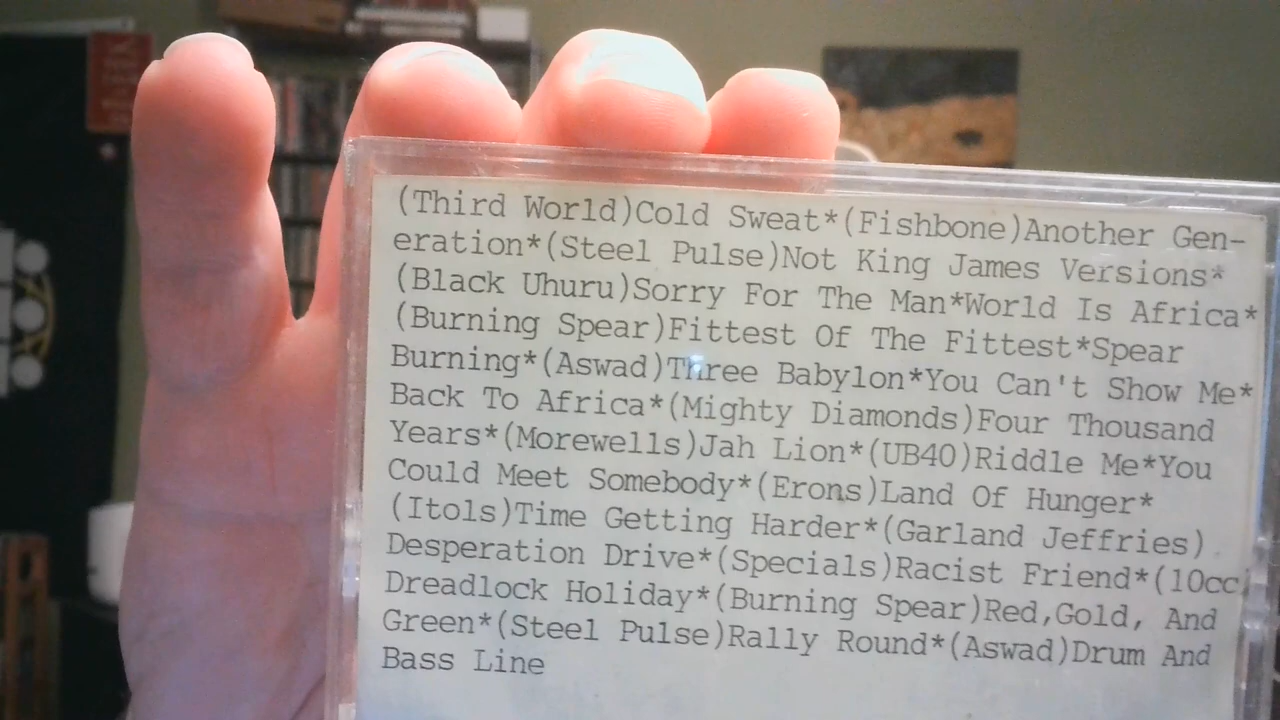 (Third World)Cold Sweat*(Fishbone)Another Gen-
eration*(Steel Pulse)Not King James Versions*
(Black Uhuru)Sorry For The Man*World Is Africa*
(Burning Spear)Fittest Of The Fittest*Spear
Burning*(Aswad)Three Babylon*You Can't Show Me*
Back To Africa*(Mighty Diamonds)Four Thousand
Years*(Morewells)Jah Lion*(UB40)Riddle Me*You
Could Meet Somebody*(Erons)Land Of Hunger*
(Itols)Time Getting Harder*(Garland Jeffries)
Desperation Drive*(Specials)Racist Friend*(10cc)
Dreadlock Holiday*(Burning Spear)Red,Gold, And
Green*(Steel Pulse)Rally Round*(Aswad)Drum And
Bass Line